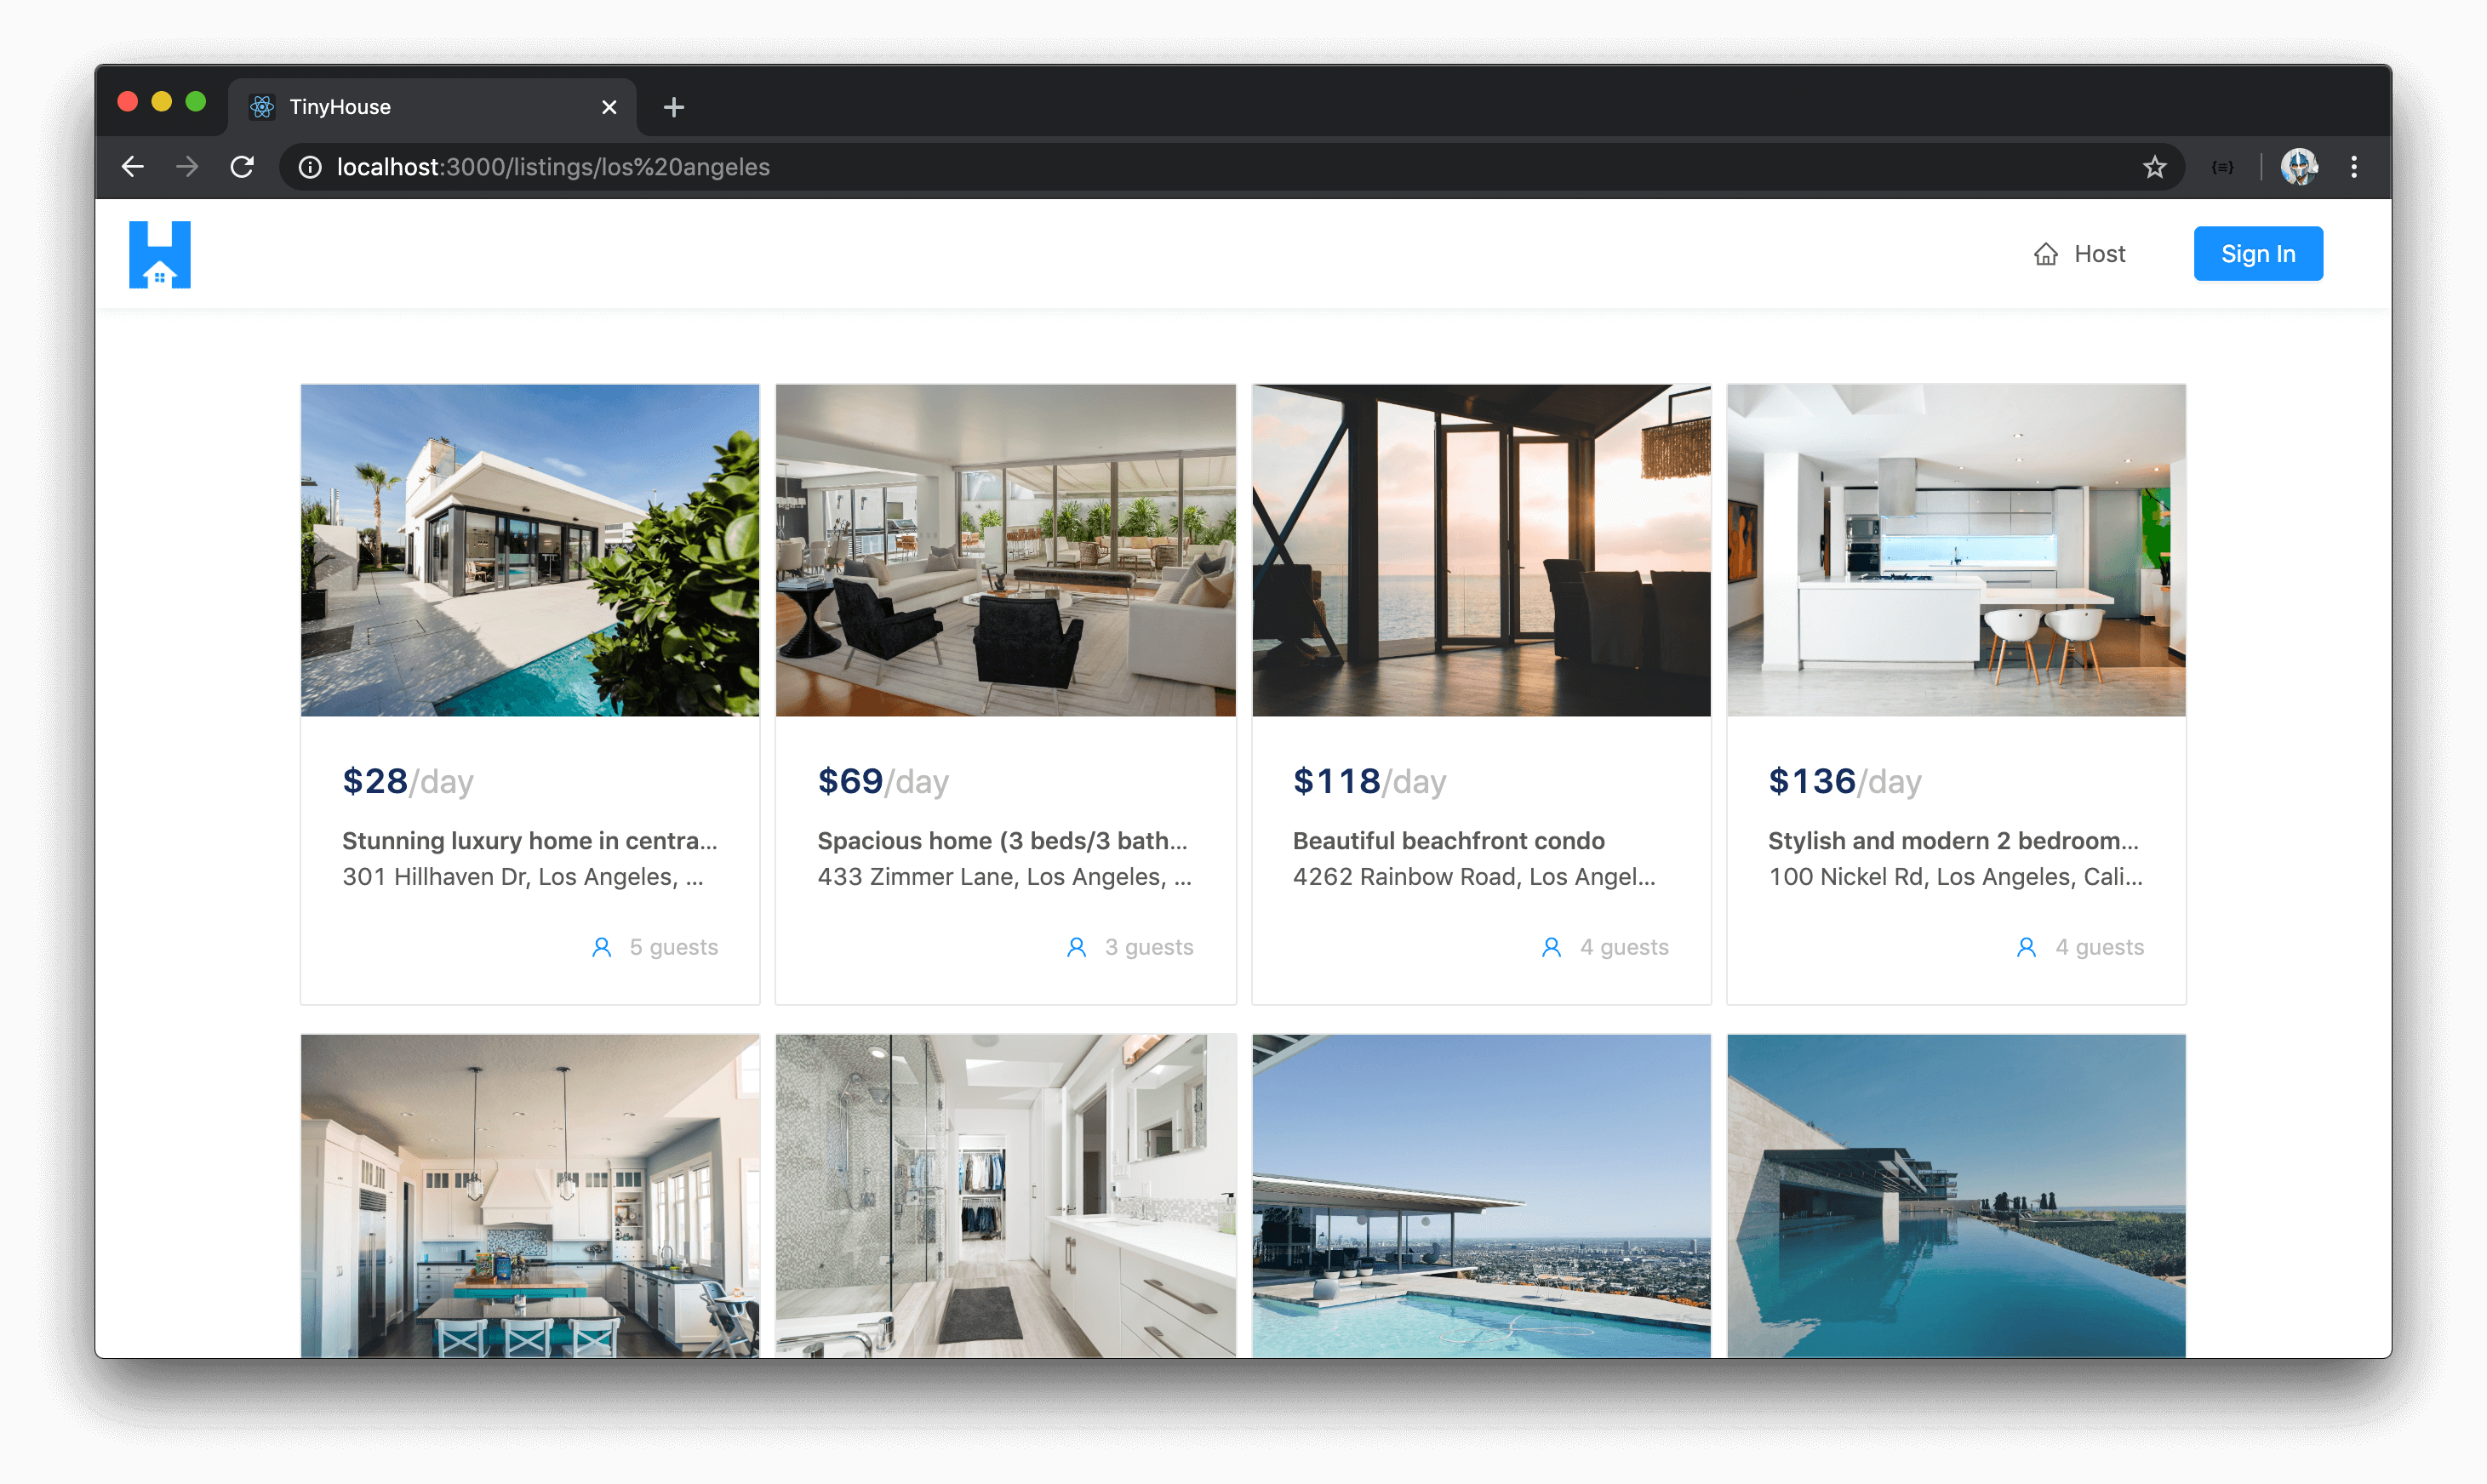 TinyHouse
localhost:3000/listings/los%20angeles
Host
Sign In
$28/day
Stunning luxury home in centra...
301 Hillhaven Dr, Los Angeles, ...
5 guests
$69/day
Spacious home (3 beds/3 bath...
433 Zimmer Lane, Los Angeles, ...
3 guests
$118/day
Beautiful beachfront condo
4262 Rainbow Road, Los Angel...
4 guests
$136/day
Stylish and modern 2 bedroom...
100 Nickel Rd, Los Angeles, Cali...
4 guests